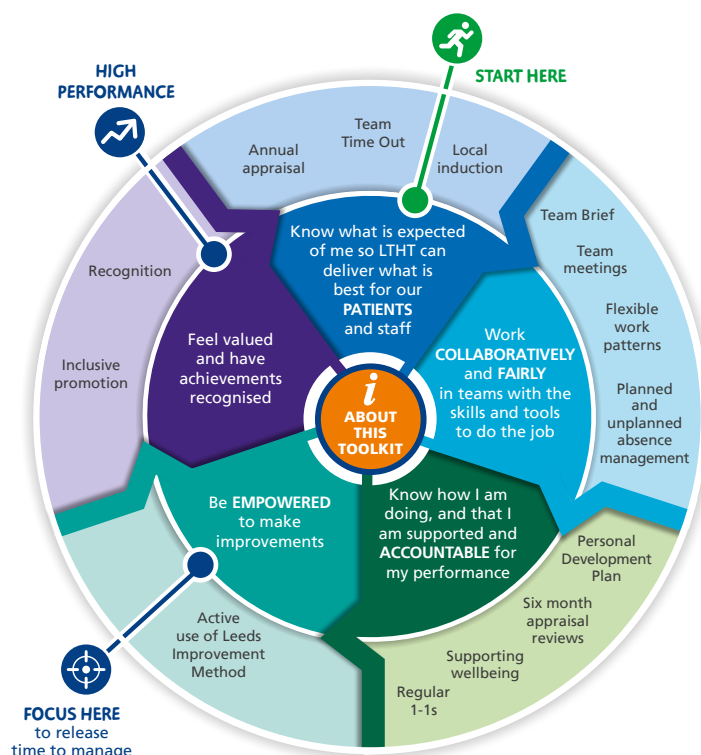 HIGH
PERFORMANCE
START HERE
Annual
appraisal
Team
Time Out
Local
induction
Team Brief
Team
meetings
Flexible
work
patterns
Planned
and
unplanned
absence
management
Recognition
Inclusive
promotion
Know what is expected
of me so LTHT can
deliver what is
best for our
PATIENTS
and staff
Work
COLLABORATIVELY
and FAIRLY
in teams with the
skills and tools
to do the job
Feel valued
and have
achievements
recognised
i
ABOUT
THIS
TOOLKIT
Be EMPOWERED
to make
improvements
Know how I am
doing, and that I
am supported and
ACCOUNTABLE for
my performance
Personal
Development
Plan
Six month
appraisal
reviews
Supporting
wellbeing
Regular
1-1s
Active
use of Leeds
Improvement
Method
FOCUS HERE
to release
time to manage